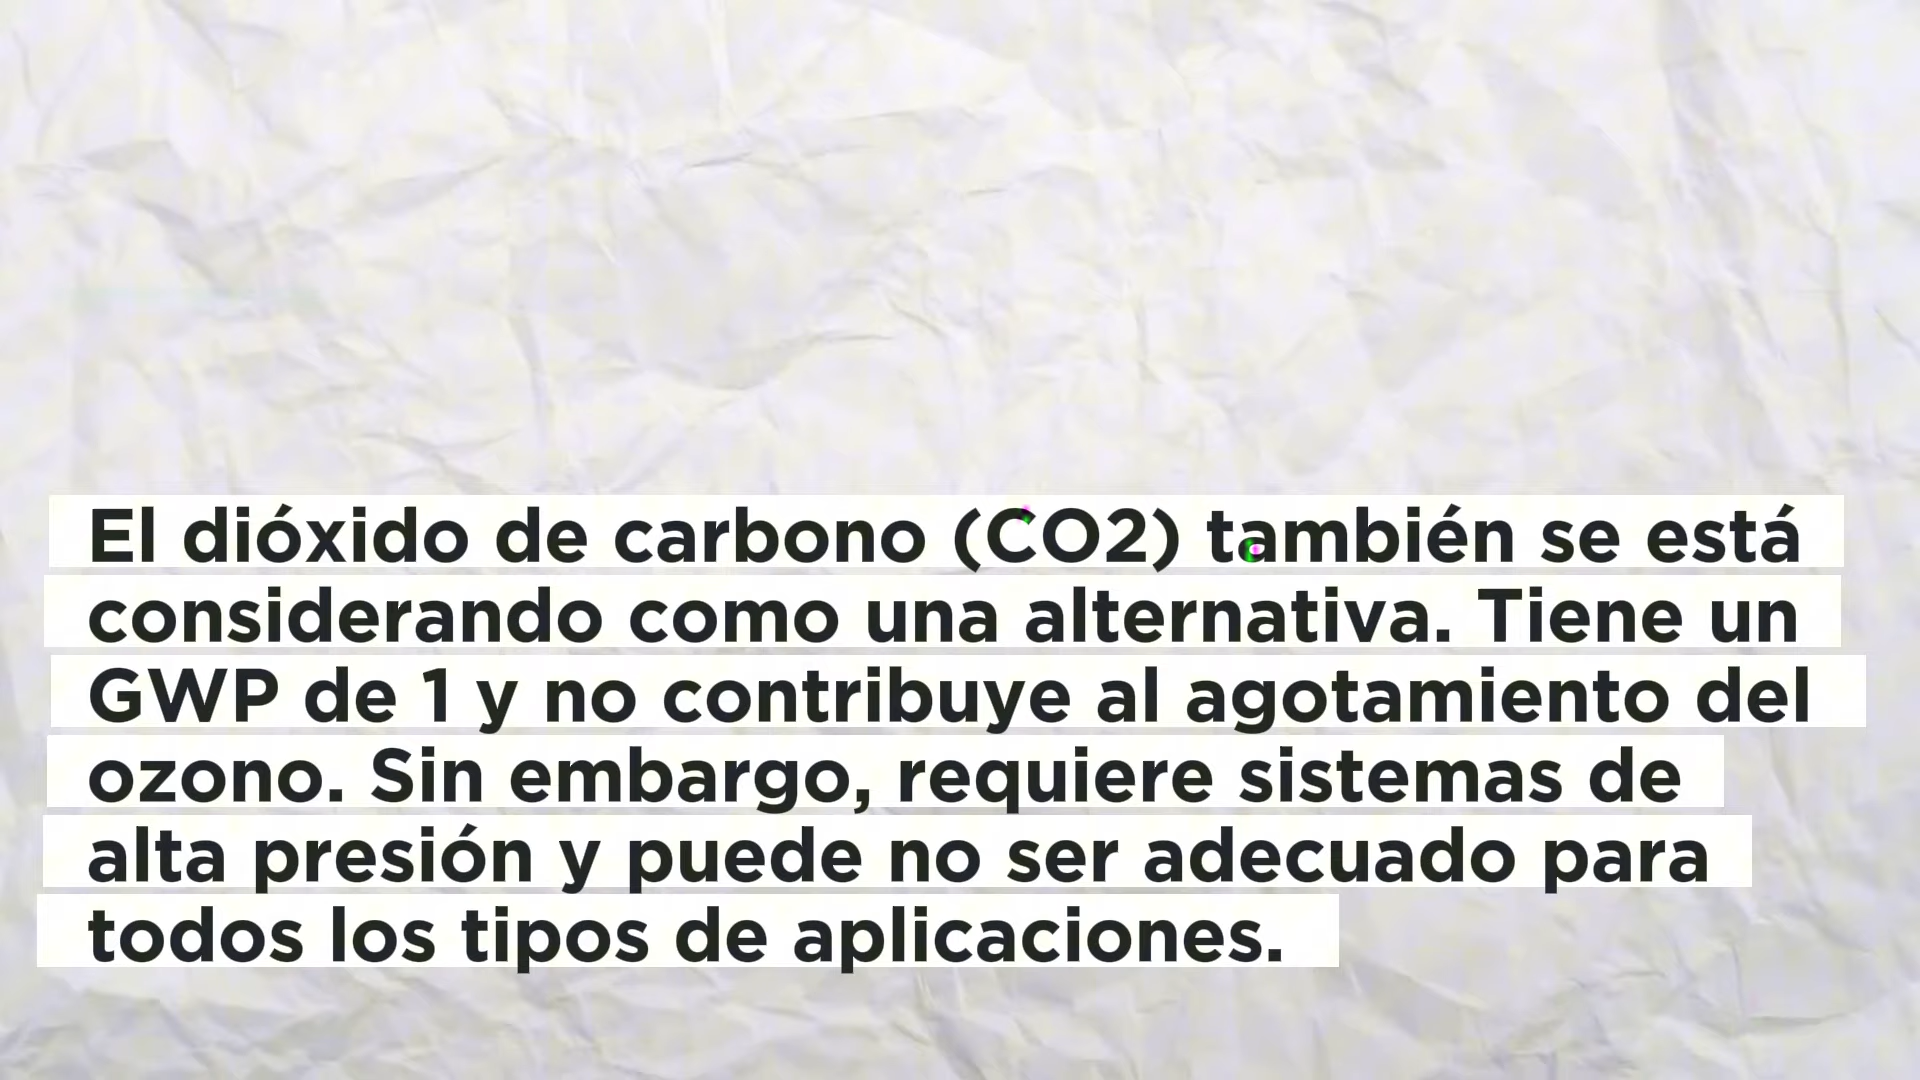 El dióxido de carbono (CO2) también se está
considerando como una alternativa. Tiene un
GWP de 1 y no contribuye al agotamiento del
ozono. Sin embargo, requiere sistemas de
alta presión y puede no ser adecuado para
todos los tipos de aplicaciones.